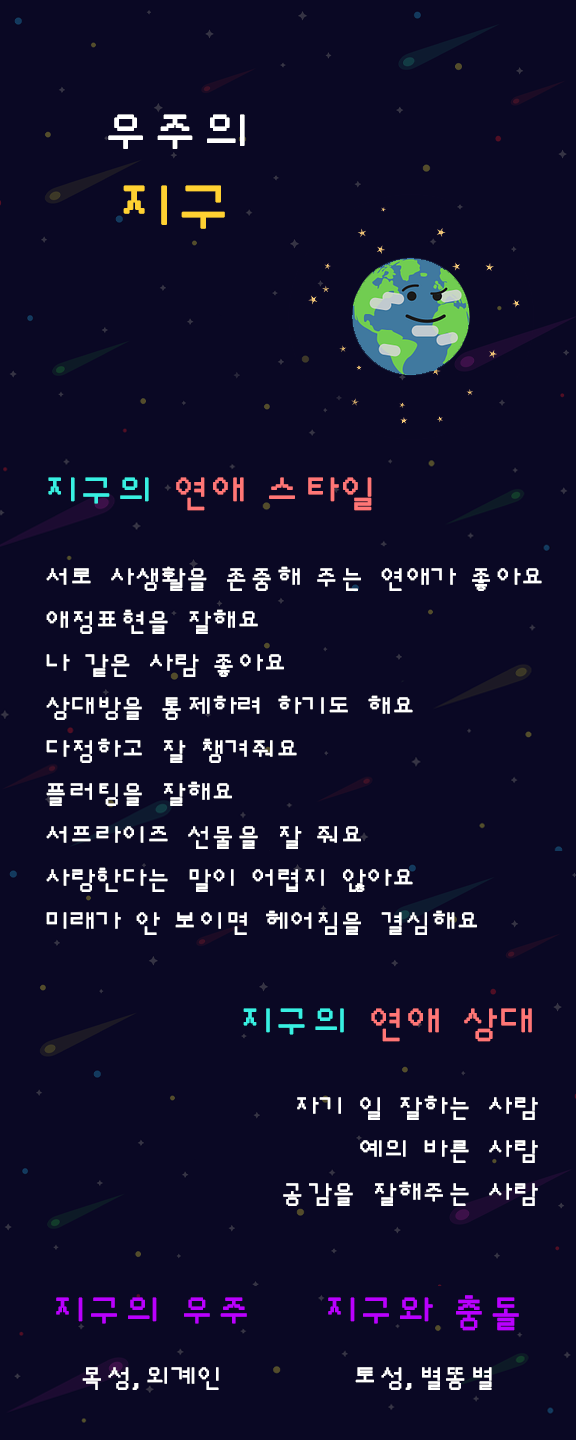 우주의
지구
지구의 연애 스타일
서로 사생활을 존중해 주는 연애가 좋아요
애정표현을 잘해요
나 같은 사람 좋아요
상대방을 통제하려 하기도 해요
다정하고 잘 챙겨줘요
플러팅을 잘해요
서프라이즈 선물을 잘 줘요
사랑한다는 말이 어렵지 않아요
미래가 안 보이면 헤어짐을 결심해요
지구의 연애 상대
자기 일 잘하는 사람
예의 바른 사람
공감을 잘해주는 사람
지구의 우주
목성, 외계인
지구와 충돌
토성, 별똥별